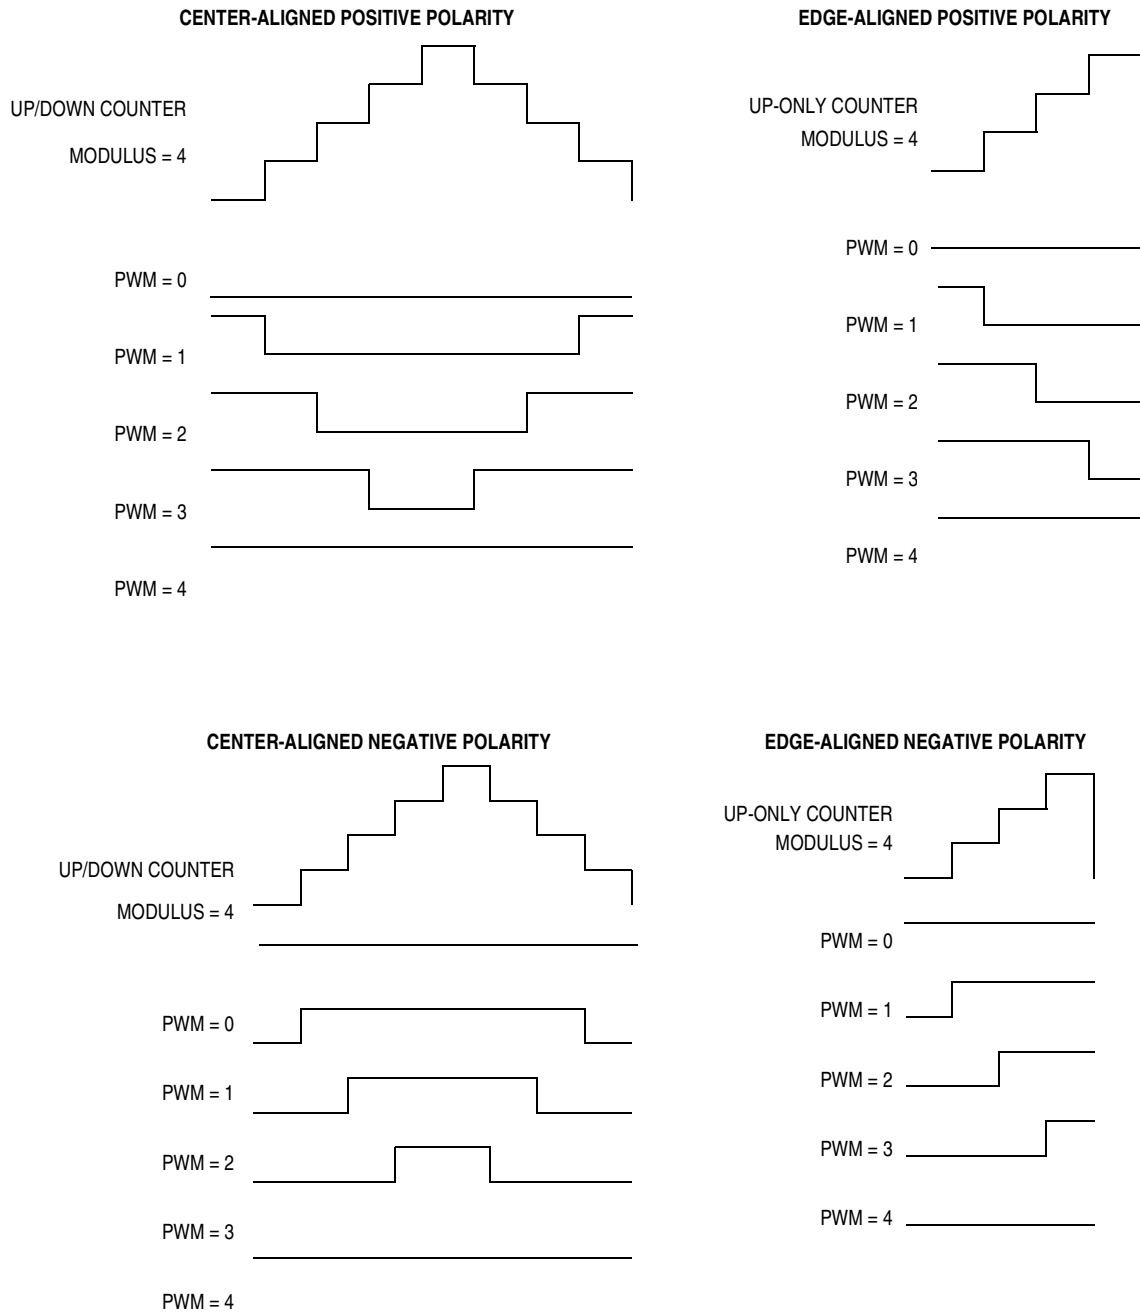 CENTER-ALIGNED POSITIVE POLARITY
UP/DOWN COUNTER
MODULUS = 4
PWM = 0
PWM = 1
PWM = 2
PWM = 3
PWM = 4
EDGE-ALIGNED POSITIVE POLARITY
UP-ONLY COUNTER
MODULUS = 4
PWM = 0
PWM = 1
PWM = 2
PWM = 3
PWM = 4
CENTER-ALIGNED NEGATIVE POLARITY
UP/DOWN COUNTER
MODULUS = 4
PWM = 0
PWM = 1
PWM = 2
PWM = 3
PWM = 4
EDGE-ALIGNED NEGATIVE POLARITY
UP-ONLY COUNTER
MODULUS = 4
PWM = 0
PWM = 1
PWM = 2
PWM = 3
PWM = 4